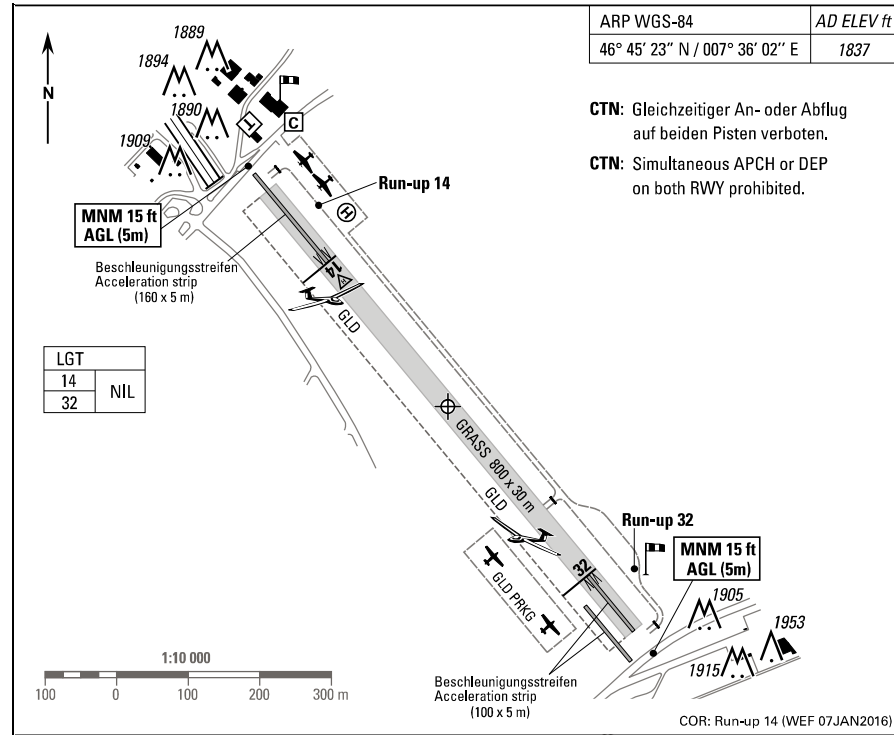 ARP WGS-84
AD ELEV ft
46° 45′ 23″ N / 007° 36′ 02″ E
1837
CTN: Gleichzeitiger An- oder Abflug
auf beiden Pisten verboten.
CTN: Simultaneous APCH or DEP
on both RWY prohibited.
N
1889
1894
1890
1909
T
C
H
Run-up 14
MNM 15 ft
AGL (5m)
Beschleunigungsstreifen
Acceleration strip
(160 x 5 m)
14
H
GLD
LGT
14
32
NIL
GRASS 800 x 30 m
GLD
Run-up 32
MNM 15 ft
AGL (5m)
32
GLD PRKG
1905
1953
1915
1:10 000
100 0 100 200 300 m
Beschleunigungsstreifen
Acceleration strip
(100 x 5 m)
COR: Run-up 14 (WEF 07JAN2016)